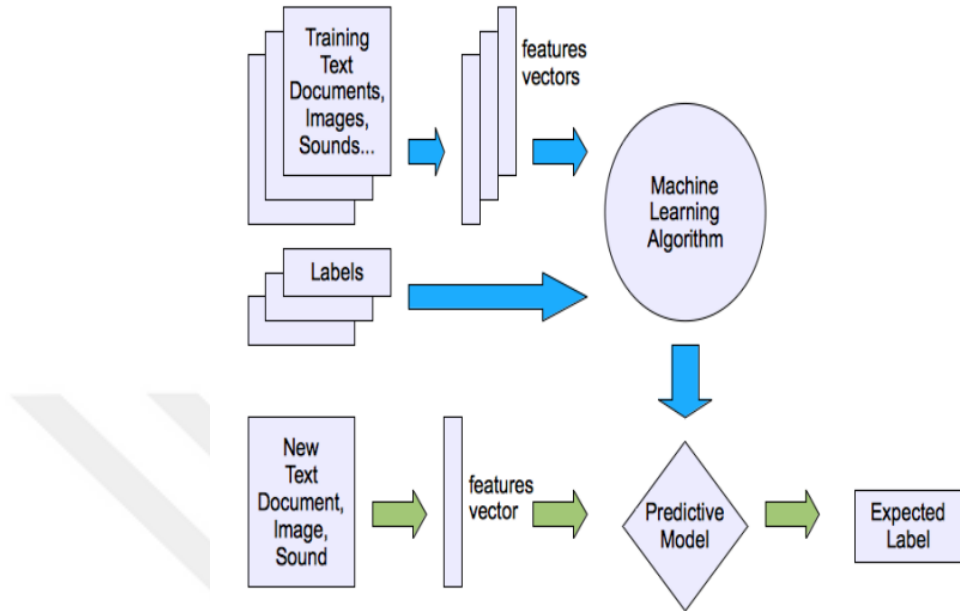 Training
Text
Documents,
Images,
Sounds...
features
vectors
Machine
Learning
Algorithm
Labels
New
Text
Document,
Image,
Sound
features
vector
Predictive
Model
Expected
Label